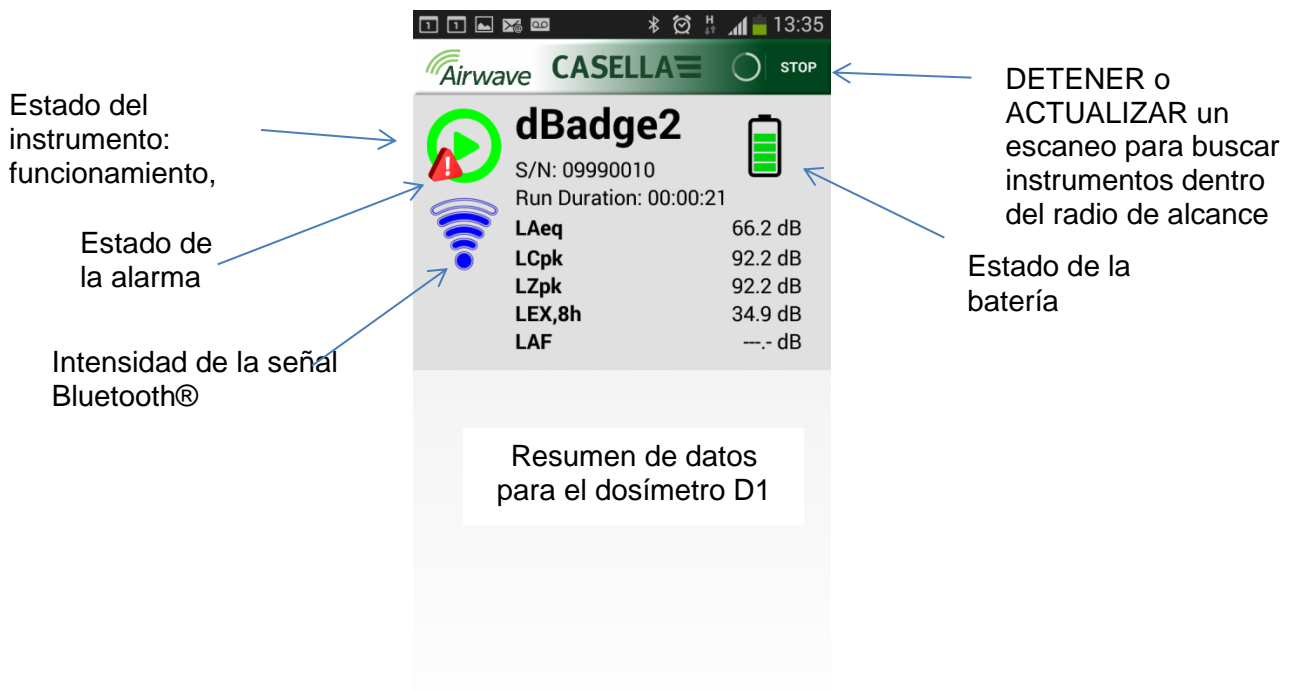 13:35
Airwave CASELLA STOP
dBadge2
S/N: 09990010
Run Duration: 00:00:21
LAeq 66.2 dB
LCpk 92.2 dB
LZpk 92.2 dB
LEX,8h 34.9 dB
LAF ---.- dB
Resumen de datos
para el dosímetro D1
Estado del
instrumento:
funcionamiento,
Estado de
la alarma
Intensidad de la señal
Bluetooth®
DETENER o
ACTUALIZAR un
escaneo para buscar
instrumentos dentro
del radio de alcance
Estado de la
batería